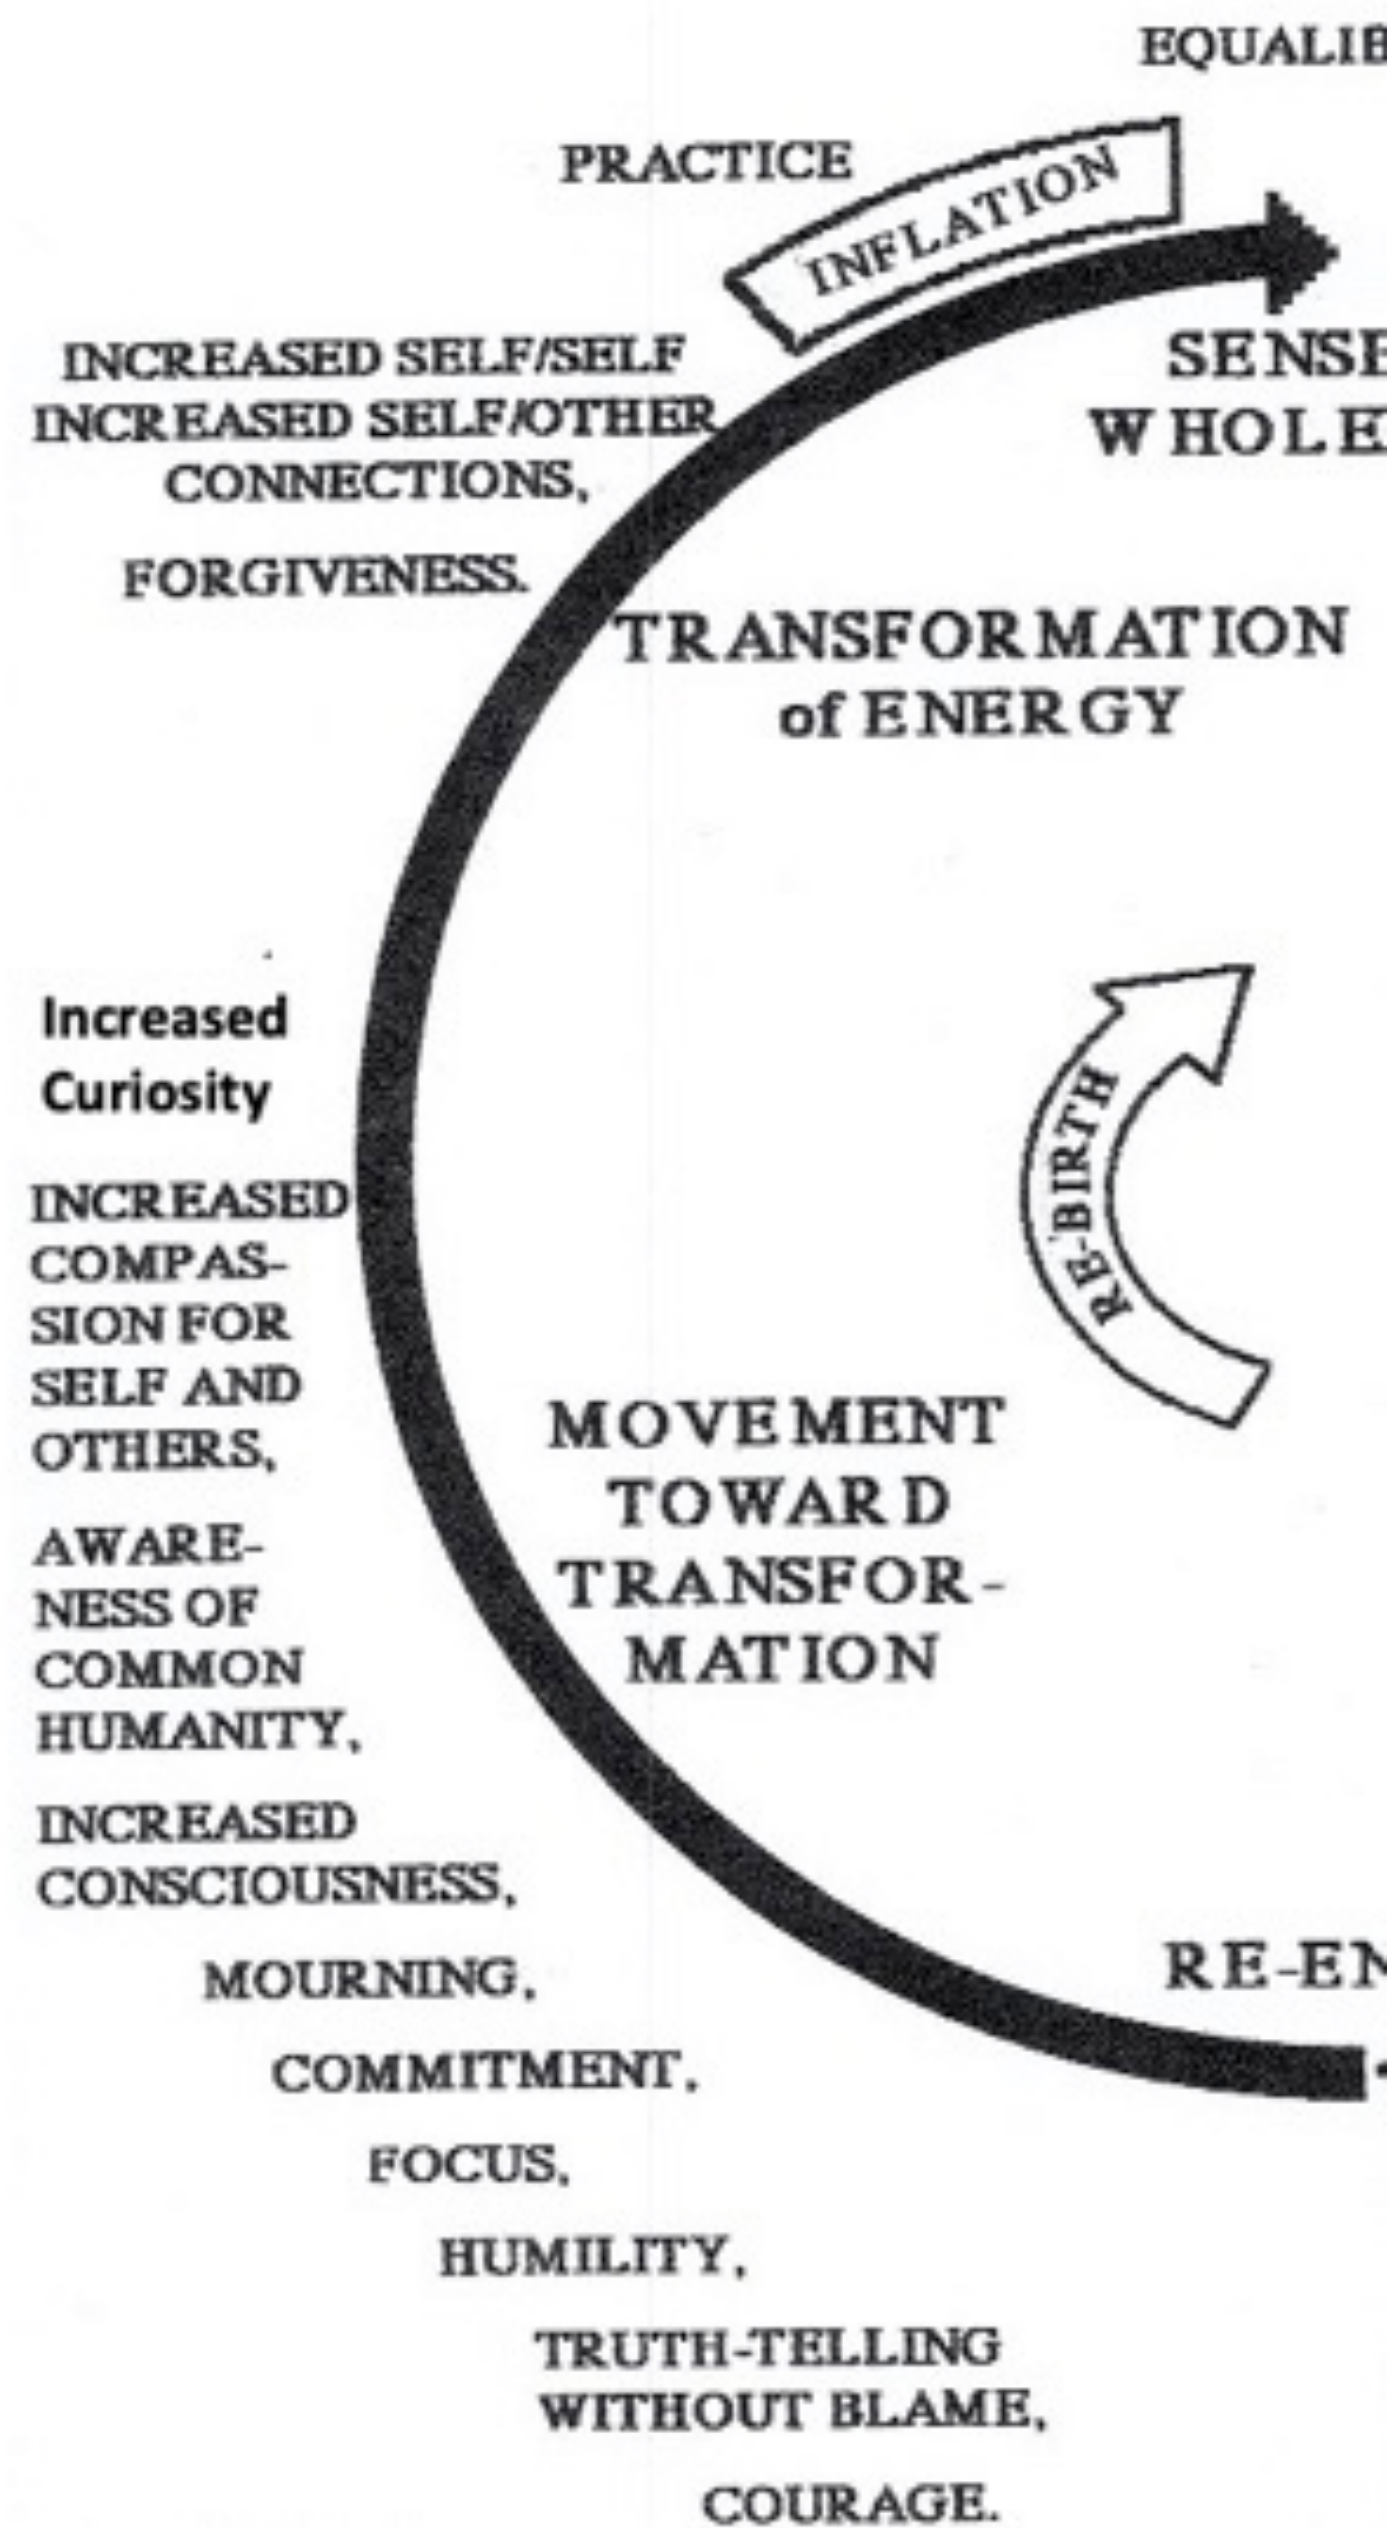 EQUALIB
PRACTICE
INFLATION
INCREASED SELF/SELF
INCREASED SELF/OTHER
CONNECTIONS,
FORGIVENESS.
SENSE
WHOLE
TRANSFORMATION
of ENERGY
Increased
Curiosity
INCREASED
COMPAS-
SION FOR
SELF AND
OTHERS,
AWARE-
NESS OF
COMMON
HUMANITY,
INCREASED
CONSCIOUSNESS,
RE-BIRTH
MOVEMENT
TOWARD
TRANSFOR-
MATION
RE-EN
MOURNING,
COMMITMENT,
FOCUS,
HUMILITY,
TRUTH-TELLING
WITHOUT BLAME,
COURAGE.